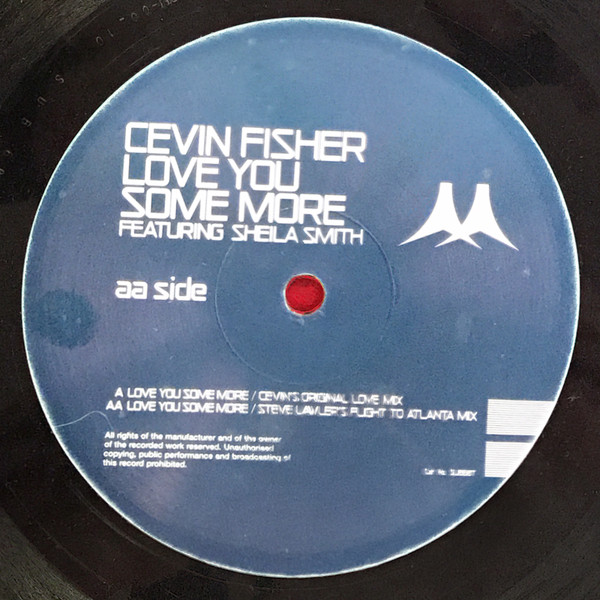 CEVIN FISHER
LOVE YOU
SOME MORE
FEATURING SHEILA SMITH
aa side
A LOVE YOU SOME MORE / CEVIN'S ORIGINAL LOVE MIX
AA LOVE YOU SOME MORE / STEVE LAWLER'S FLIGHT TO ATLANTA MIX
All rights of the manufacturer and of the owner
of the recorded work reserved. Unauthorised
copying, public performance and broadcasting of
this record prohibited.
Cat No.